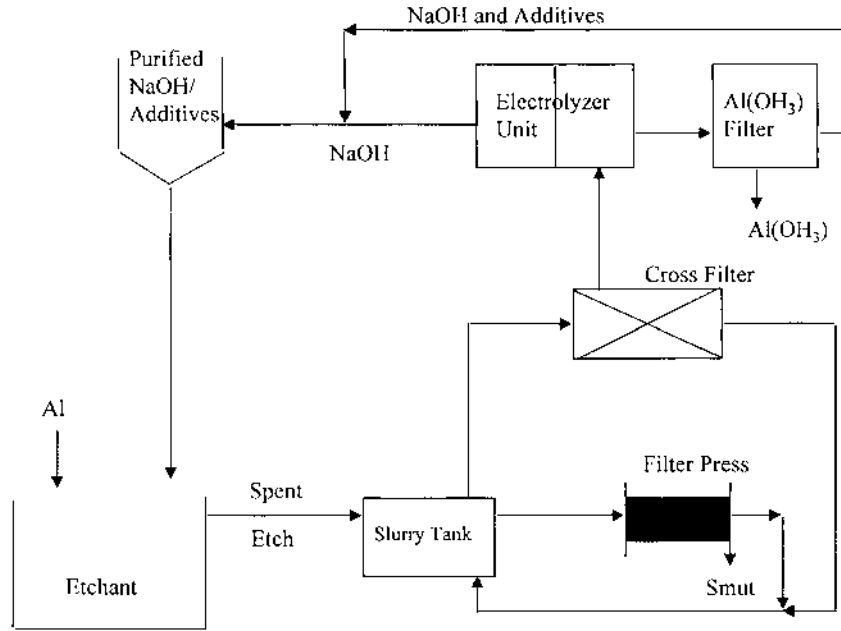 NaOH and Additives
Purified
NaOH/
Additives
Electrolyzer
Unit
Al(OH₃)
Filter
NaOH
Al(OH₃)
Cross Filter
Al
Filter Press
Spent
Etch
Slurry Tank
Etchant
Smut